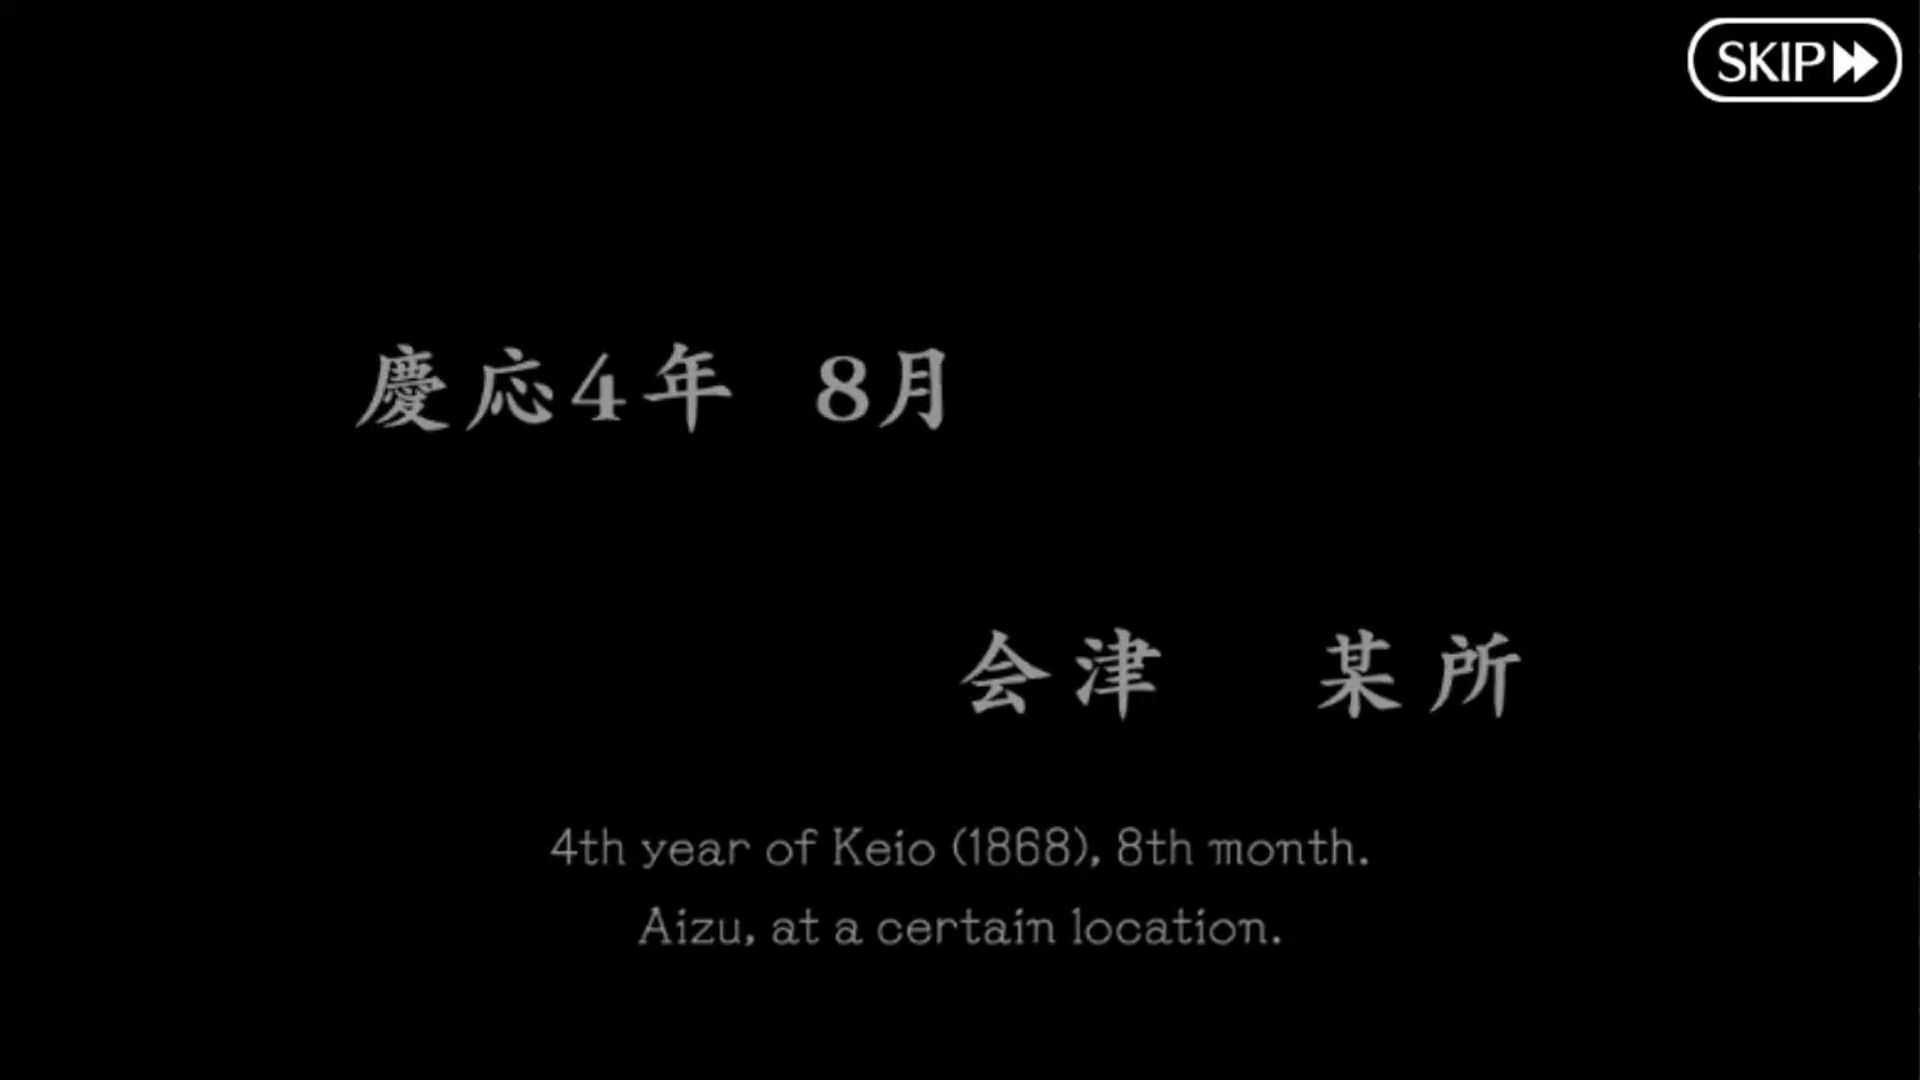 SKIP
慶応4年 8月
会津 某所
4th year of Keio (1868), 8th month.
Aizu, at a certain location.